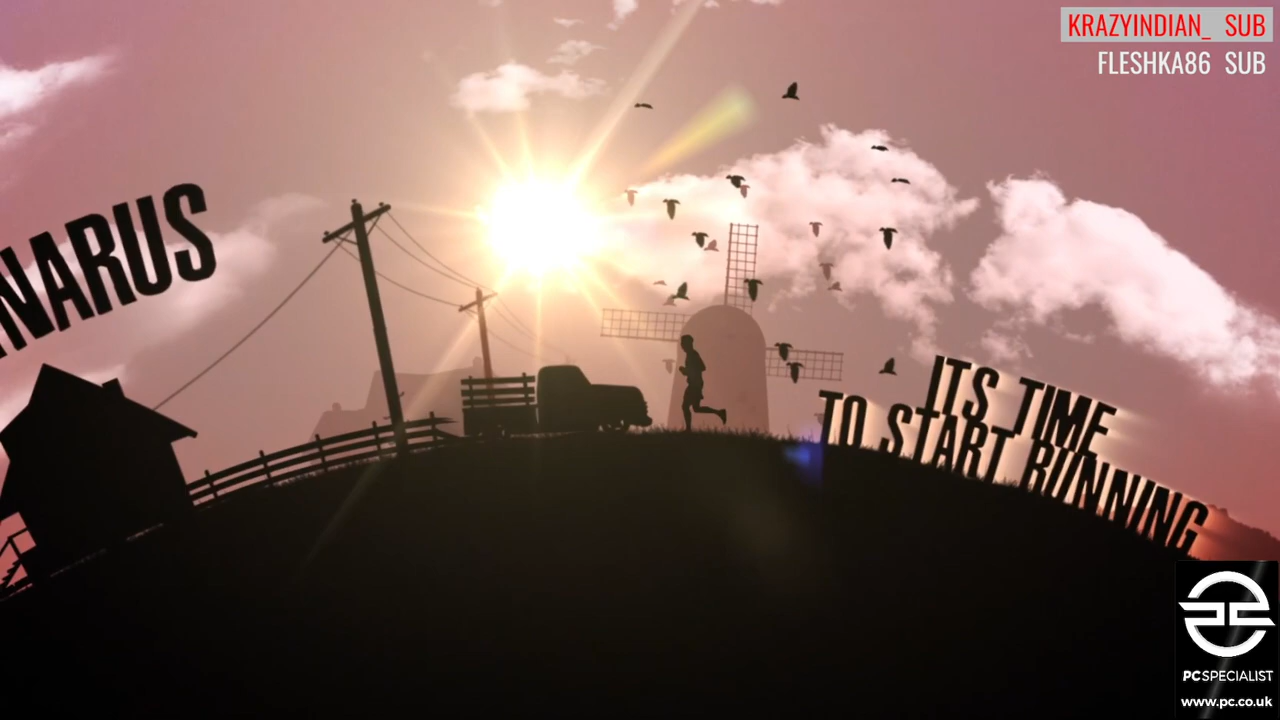 KRAZYINDIAN_ SUB
FLESHKA86 SUB
NARUS
ITS TIME
TO START RUNNING
PCSPECIALIST
www.pc.co.uk